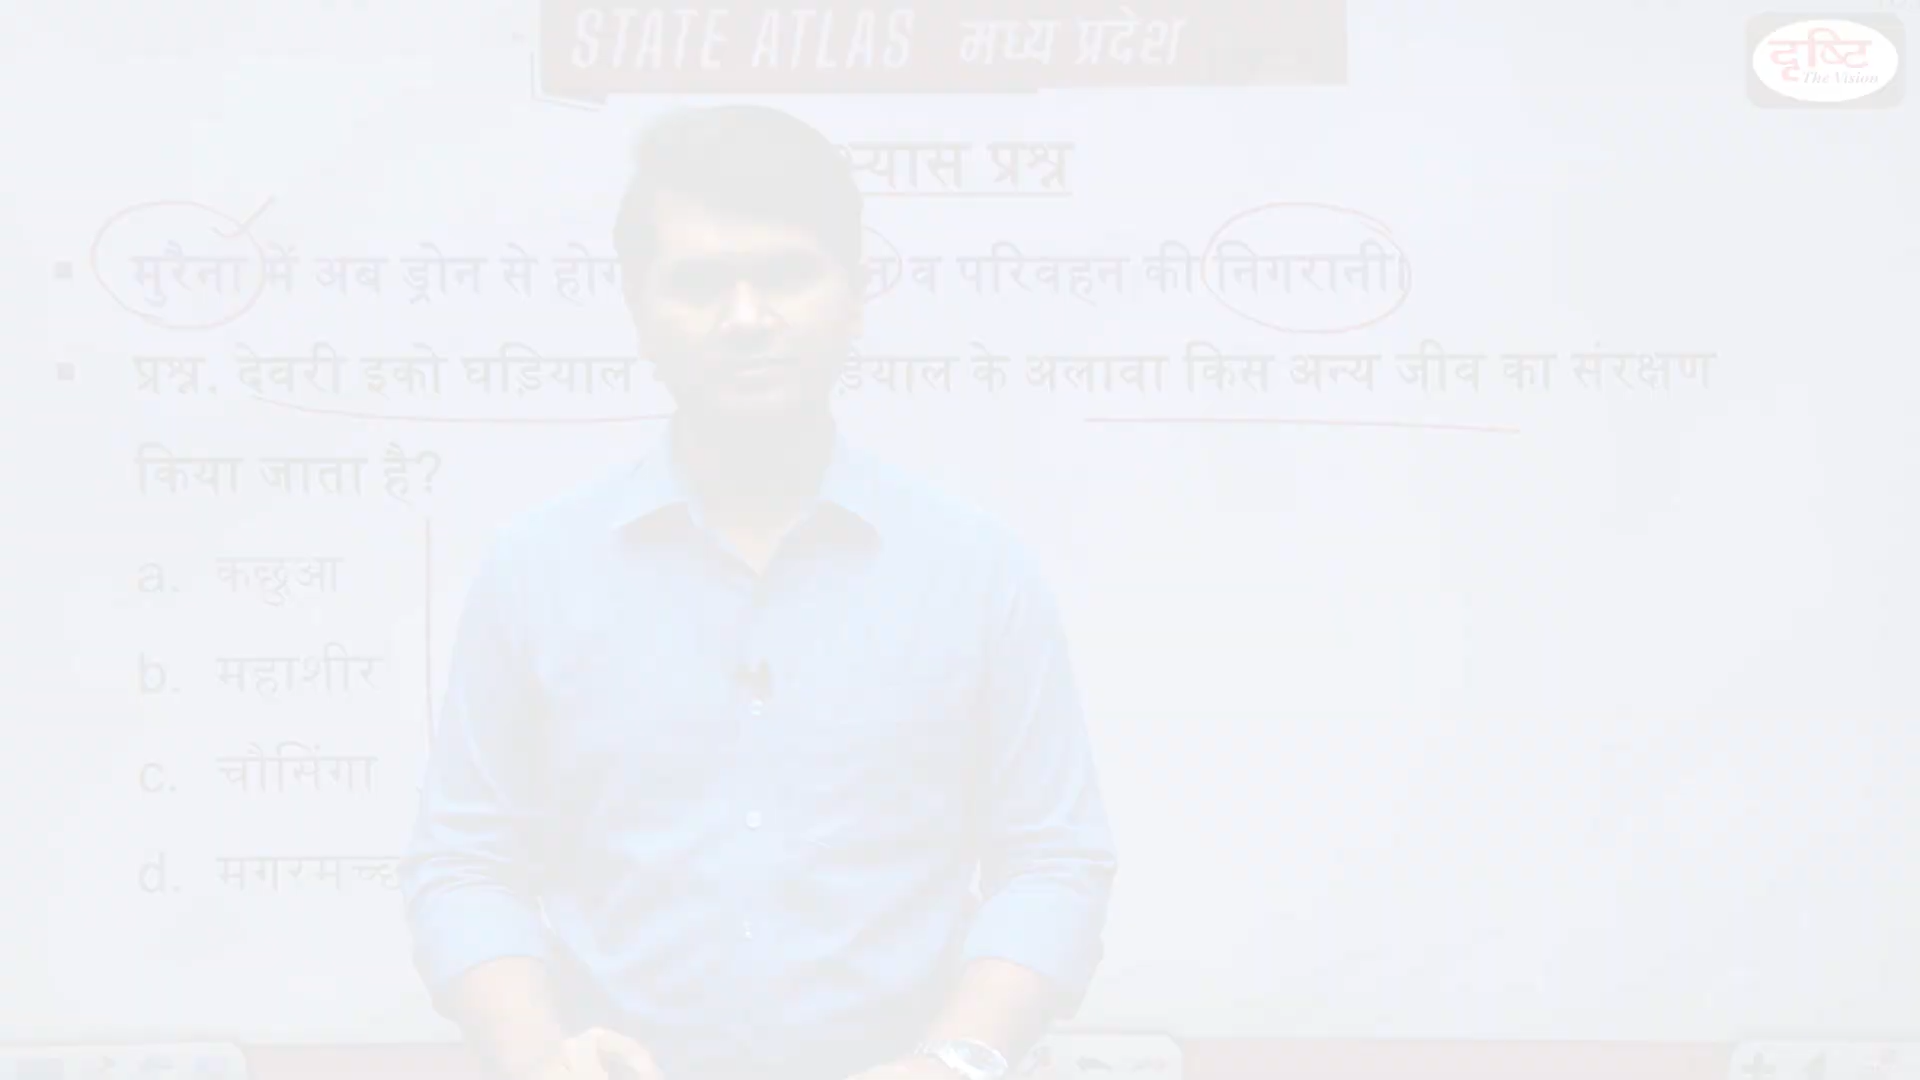 STATE ATLAS मध्य प्रदेश
दृष्टि
The Vision
प्रश्न
मुरैना में अब ड्रोन से व परिवहन की निगरानी।
प्रश्न. देवरी इको घड़ियाल के अलावा किस अन्य जीव का संरक्षण
किया जाता है?
a. कछुआ
b. महाशीर
c. चौसिंगा
d. मगरमच्छ